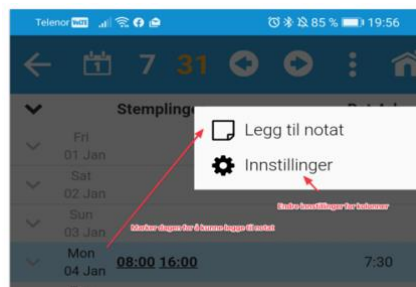 Telenor 85 % 19:56
1 7 31
Stemplinge
Legg til notat
Innstillinger
Endre innstillinger for kolonner
Fri
01 Jan
Sat
02 Jan
Sun
03 Jan
Marker dagen for å kunne legge til notat
Mon
04 Jan
08:00 16:00 7:30